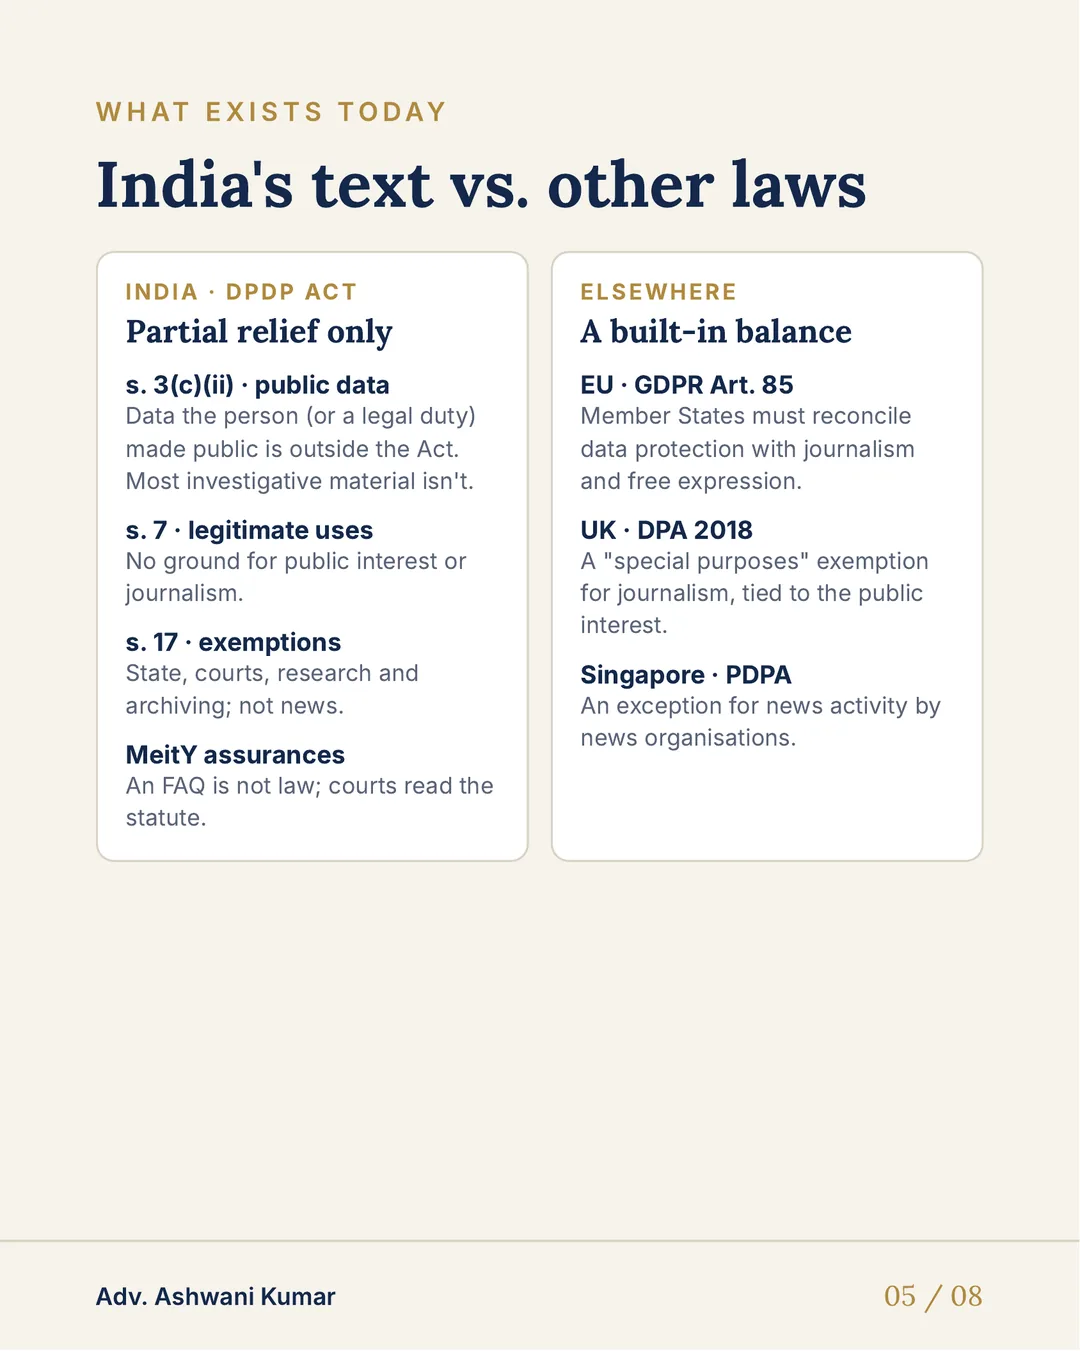 WHAT EXISTS TODAY
India's text vs. other laws
INDIA · DPDP ACT
Partial relief only
s. 3(c)(ii) · public data
Data the person (or a legal duty)
made public is outside the Act.
Most investigative material isn't.
s. 7 · legitimate uses
No ground for public interest or
journalism.
s. 17 · exemptions
State, courts, research and
archiving; not news.
MeitY assurances
An FAQ is not law; courts read the
statute.
ELSEWHERE
A built-in balance
EU · GDPR Art. 85
Member States must reconcile
data protection with journalism
and free expression.
UK · DPA 2018
A "special purposes" exemption
for journalism, tied to the public
interest.
Singapore · PDPA
An exception for news activity by
news organisations.
Adv. Ashwani Kumar
05 / 08